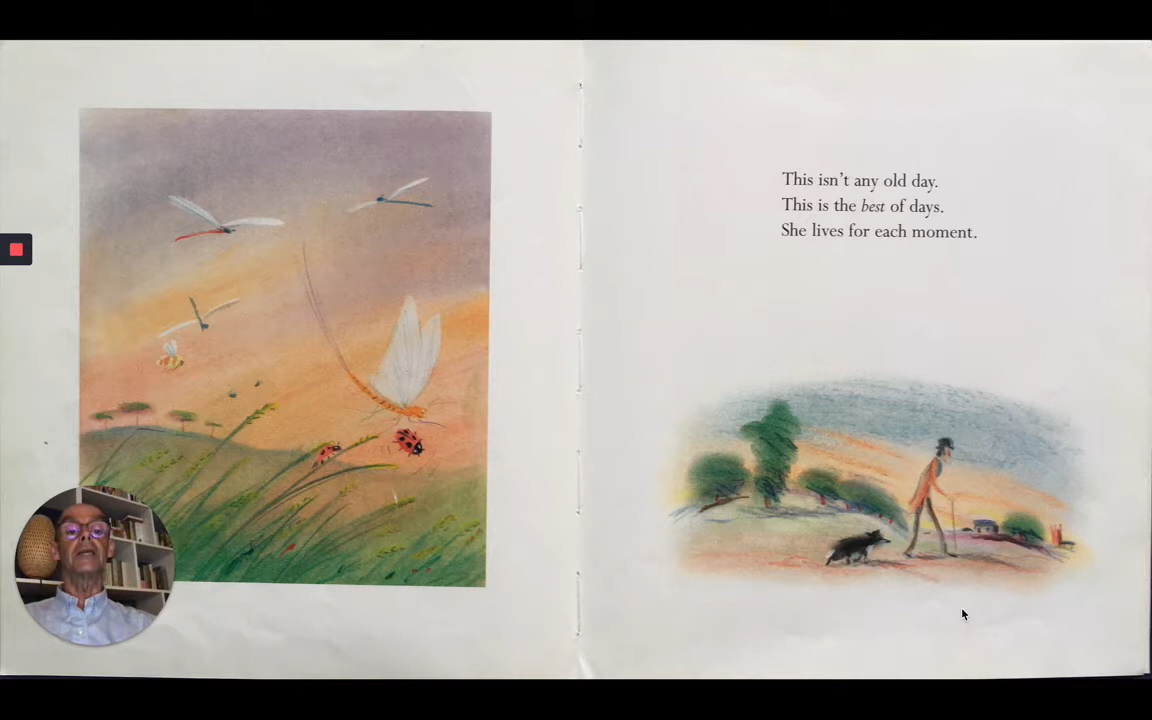 This isn't any old day.
This is the best of days.
She lives for each moment.